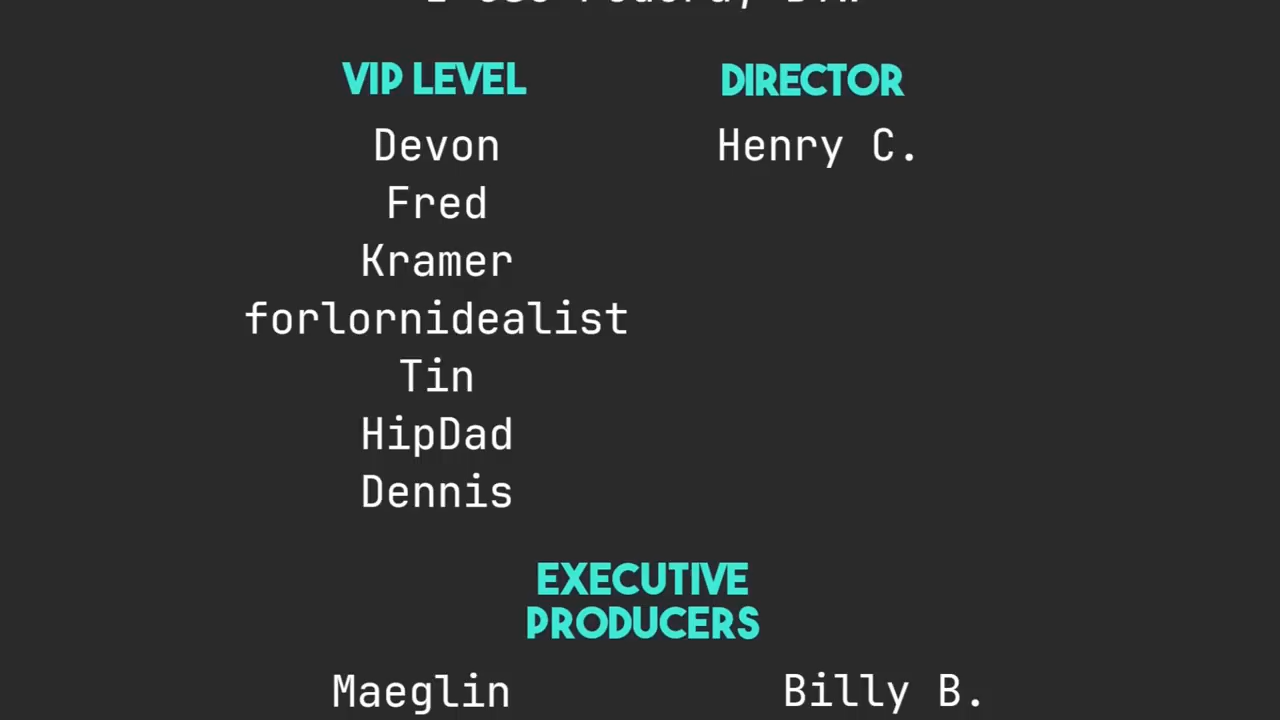 VIP LEVEL
Devon
Fred
Kramer
forlornidealist
Tin
HipDad
Dennis
DIRECTOR
Henry C.
EXECUTIVE
PRODUCERS
Maeglin
Billy B.